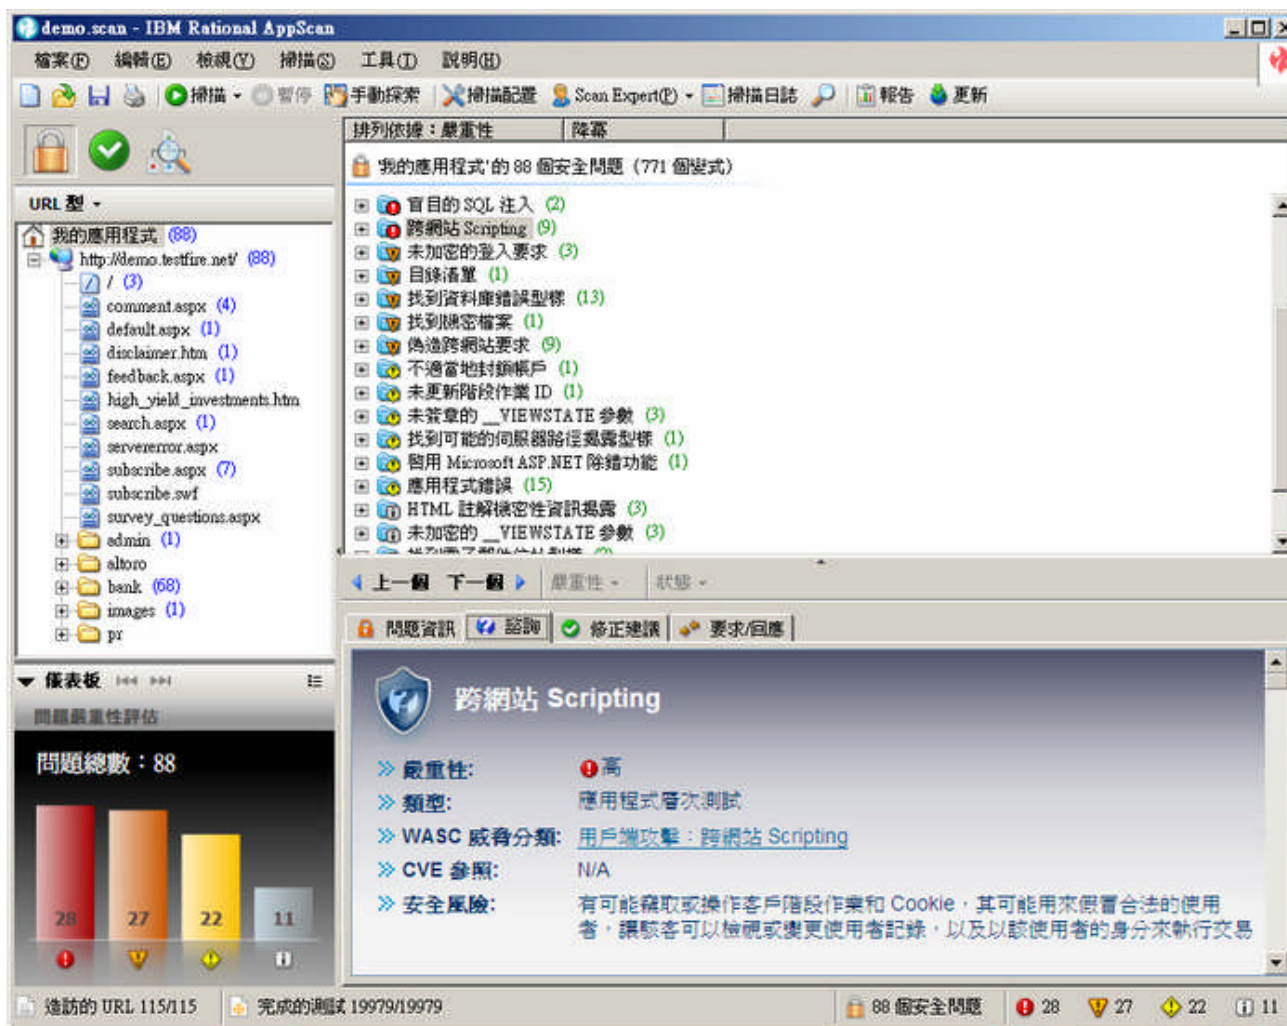 demo.scan - IBM Rational AppScan
檔案(F) 編輯(E) 檢視(V) 掃描(S) 工具(T) 說明(H)
掃描 暫停 手動探索 掃描配置 Scan Expert(P) 掃描日誌 報告 更新
排列依據：嚴重性 降冪
'我的應用程式'的 88 個安全問題（771 個變式）
URL 型
我的應用程式 (88)
http://demo.testfire.net/ (88)
/ (3)
comment.aspx (4)
default.aspx (1)
disclaimer.htm (1)
feedback.aspx (1)
high_yield_investments.htm
search.aspx (1)
servererror.aspx
subscribe.aspx (7)
subscribe.swf
survey_questions.aspx
admin (1)
altoro
bank (68)
images (1)
pr
盲目的 SQL 注入 (2)
跨網站 Scripting (9)
未加密的登入要求 (3)
目錄清單 (1)
找到資料庫錯誤型樣 (13)
找到機密檔案 (1)
偽造跨網站要求 (9)
不適當地封鎖帳戶 (1)
未更新階段作業 ID (1)
未簽章的 __VIEWSTATE 參數 (3)
找到可能的伺服器路徑揭露型樣 (1)
啓用 Microsoft ASP.NET 除錯功能 (1)
應用程式錯誤 (15)
HTML 註解機密性資訊揭露 (3)
未加密的 __VIEWSTATE 參數 (3)
上一個 下一個 嚴重性 狀態
問題資訊 諮詢 修正建議 要求/回應
跨網站 Scripting
嚴重性: 高
類型: 應用程式層次測試
WASC 威脅分類: 用戶端攻擊：跨網站 Scripting
CVE 參照: N/A
安全風險: 有可能竊取或操作客戶階段作業和 Cookie，其可能用來假冒合法的使用
者，讓駭客可以檢視或變更使用者記錄，以及以該使用者的身分來執行交易
儀表板
問題嚴重性評估
問題總數：88
28 27 22 11
造訪的 URL 115/115 完成的測試 19979/19979 88 個安全問題 28 27 22 11